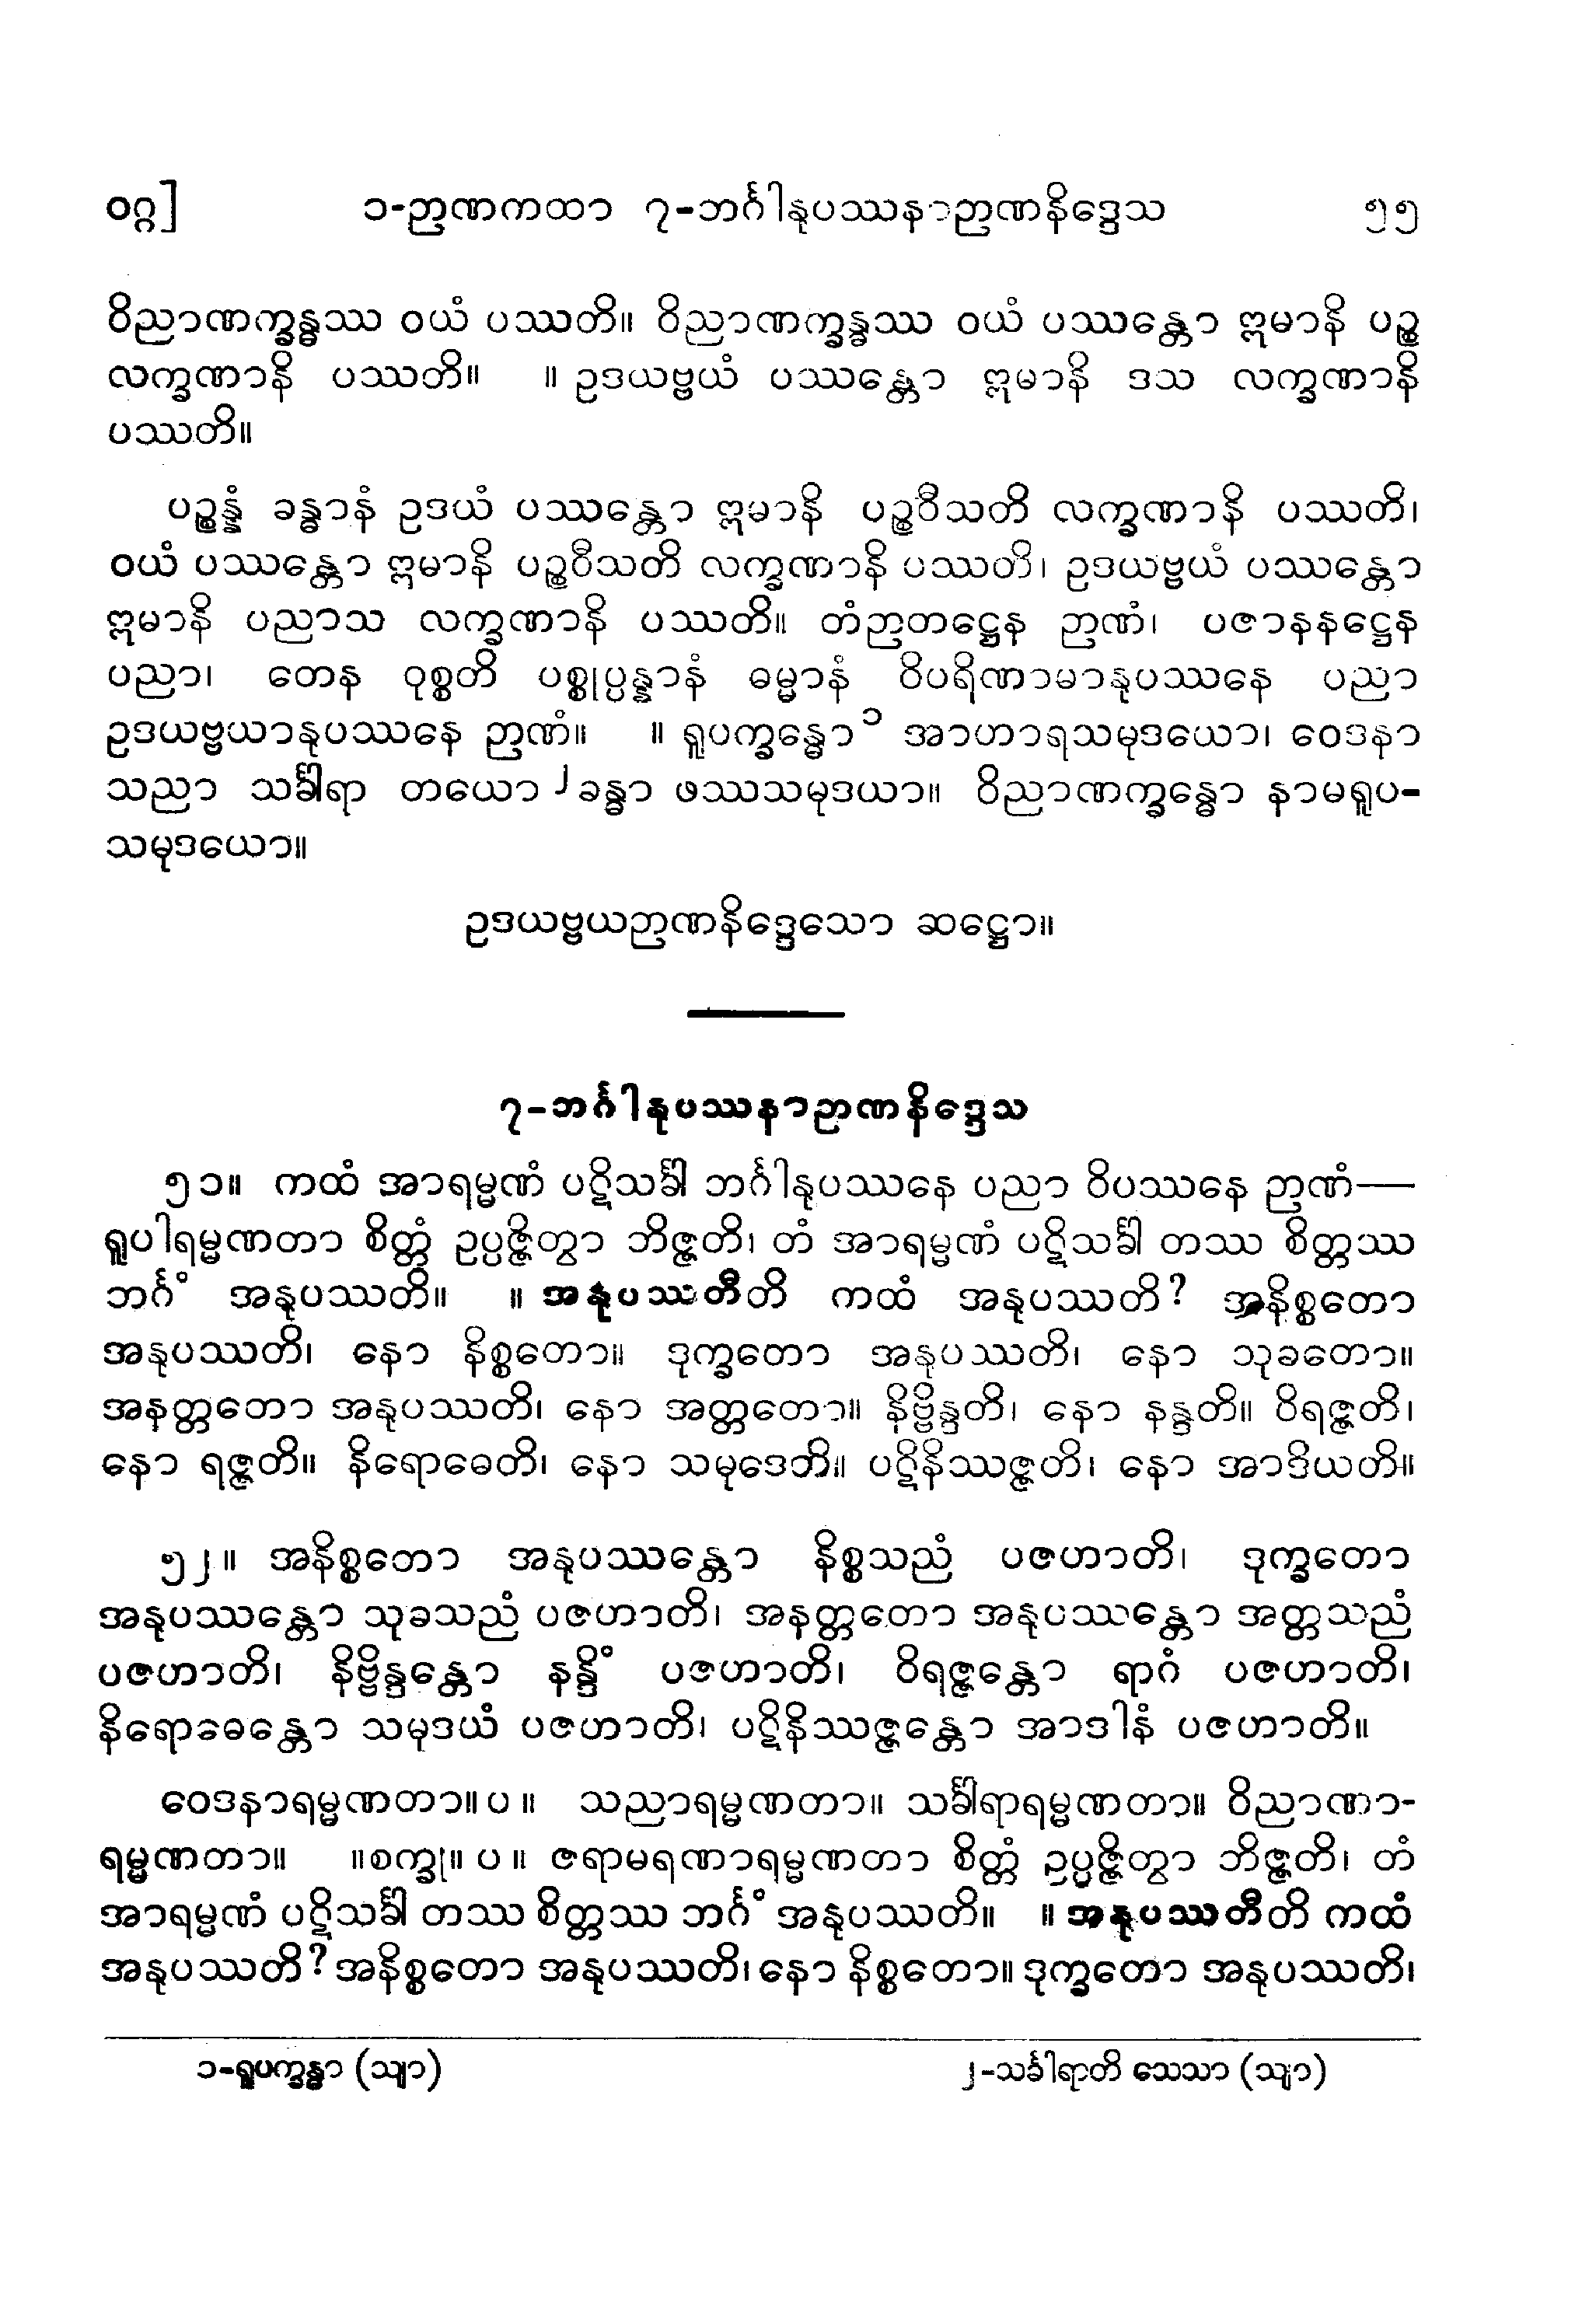 ဝဂ္ဂ] ၁-ဉာဏကထာ ၇-ဘင်္ဂါနုပဿနာဉာဏနိဒ္ဒေသ ၅၅
ဝိညာဏက္ခန္ဓဿ ဝယံ ပဿတိ။ ဝိညာဏက္ခန္ဓဿ ဝယံ ပဿန္တော ဣမာနိ ပဉ္စ
လက္ခဏာနိ ပဿတိ။ ။ ဥဒယဗ္ဗယံ ပဿန္တော ဣမာနိ ဒသ လက္ခဏာနိ
ပဿတိ။
ပဉ္စန္နံ ခန္ဓာနံ ဥဒယံ ပဿန္တော ဣမာနိ ပဉ္စဝီသတိ လက္ခဏာနိ ပဿတိ၊
ဝယံ ပဿန္တော ဣမာနိ ပဉ္စဝီသတိ လက္ခဏာနိ ပဿတိ၊ ဥဒယဗ္ဗယံ ပဿန္တော
ဣမာနိ ပညာသ လက္ခဏာနိ ပဿတိ။ တံဉာတဋ္ဌေန ဉာဏံ၊ ပဇာနနဋ္ဌေန
ပညာ၊ တေန ဝုစ္စတိ ပစ္စုပ္ပန္နာနံ ဓမ္မာနံ ဝိပရိဏာမာနုပဿနေ ပညာ
ဥဒယဗ္ဗယာနုပဿနေ ဉာဏံ။ ။ ရူပက္ခန္ဓော ၁ အာဟာရသမုဒယော၊ ဝေဒနာ
သညာ သင်္ခါရာ တယော ၂ ခန္ဓာ ဖဿသမုဒယာ။ ဝိညာဏက္ခန္ဓော နာမရူပ-
သမုဒယော။
ဥဒယဗ္ဗယဉာဏနိဒ္ဒေသော ဆဋ္ဌော။
၇-ဘင်္ဂါနုပဿနာဉာဏနိဒ္ဒေသ
၅၁။ ကထံ အာရမ္မဏံ ပဋိသင်္ခါ ဘင်္ဂါနုပဿနေ ပညာ ဝိပဿနေ ဉာဏံ—
ရူပါရမ္မဏတာ စိတ္တံ ဥပ္ပဇ္ဇိတွာ ဘိဇ္ဇတိ၊ တံ အာရမ္မဏံ ပဋိသင်္ခါ တဿ စိတ္တဿ
ဘင်္ဂံ အနုပဿတိ။ ။ အနုပဿတီတိ ကထံ အနုပဿတိ? အနိစ္စတော
အနုပဿတိ၊ နော နိစ္စတော။ ဒုက္ခတော အနုပဿတိ၊ နော သုခတော။
အနတ္တတော အနုပဿတိ၊ နော အတ္တတော။ နိဗ္ဗိန္ဒတိ၊ နော နန္ဒတိ။ ဝိရဇ္ဇတိ၊
နော ရဇ္ဇတိ။ နိရောဓေတိ၊ နော သမုဒေတိ။ ပဋိနိဿဇ္ဇတိ၊ နော အာဒိယတိ။
၅၂။ အနိစ္စတော အနုပဿန္တော နိစ္စသညံ ပဇဟာတိ၊ ဒုက္ခတော
အနုပဿန္တော သုခသညံ ပဇဟာတိ၊ အနတ္တတော အနုပဿန္တော အတ္တသညံ
ပဇဟာတိ၊ နိဗ္ဗိန္ဒန္တော နန္ဒိံ ပဇဟာတိ၊ ဝိရဇ္ဇန္တော ရာဂံ ပဇဟာတိ၊
နိရောဓေန္တော သမုဒယံ ပဇဟာတိ၊ ပဋိနိဿဇ္ဇန္တော အာဒါနံ ပဇဟာတိ။
ဝေဒနာရမ္မဏတာ။ ပ ။ သညာရမ္မဏတာ။ သင်္ခါရာရမ္မဏတာ။ ဝိညာဏာ-
ရမ္မဏတာ။ ။ စက္ခု။ ပ ။ ဇရာမရဏာရမ္မဏတာ စိတ္တံ ဥပ္ပဇ္ဇိတွာ ဘိဇ္ဇတိ၊ တံ
အာရမ္မဏံ ပဋိသင်္ခါ တဿ စိတ္တဿ ဘင်္ဂံ အနုပဿတိ။ ။ အနုပဿတီတိ ကထံ
အနုပဿတိ? အနိစ္စတော အနုပဿတိ၊ နော နိစ္စတော။ ဒုက္ခတော အနုပဿတိ၊
၁-ရူပက္ခန္ဓာ (သျာ) ၂-သင်္ခါရာတိ သေသာ (သျာ)